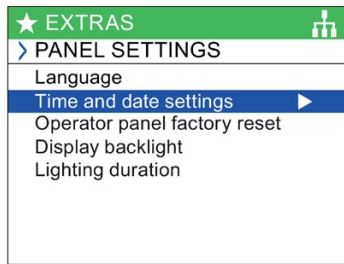 EXTRAS
PANEL SETTINGS
Language
Time and date settings
Operator panel factory reset
Display backlight
Lighting duration